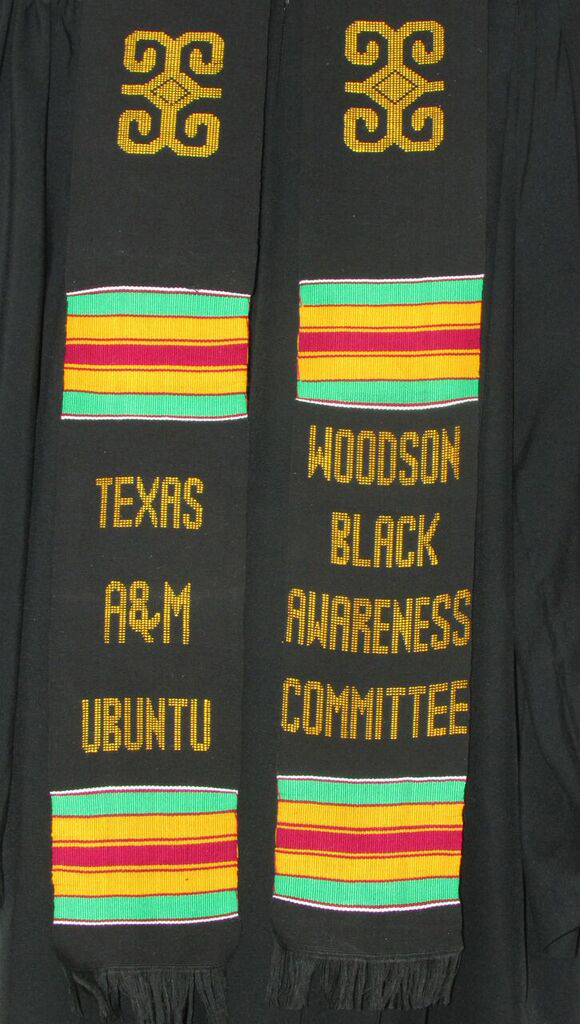 TEXAS
A&M
UBUNTU
WOODSON
BLACK
AWARENESS
COMMITTEE